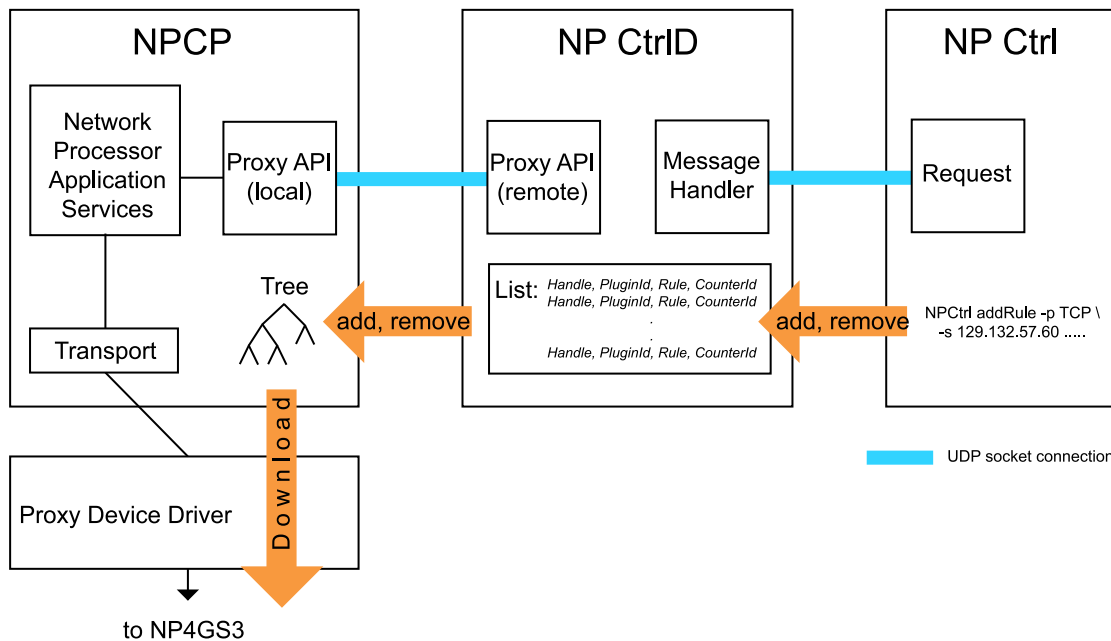 NPCP
NP CtrlD
NP Ctrl
Network
Processor
Application
Services
Proxy API
(local)
Proxy API
(remote)
Message
Handler
Request
Tree
add, remove
List:
Handle, PluginId, Rule, CounterId
Handle, PluginId, Rule, CounterId
.
.
Handle, PluginId, Rule, CounterId
add, remove
NPCtrl addRule -p TCP \
-s 129.132.57.60 .....
Transport
Download
UDP socket connection
Proxy Device Driver
to NP4GS3